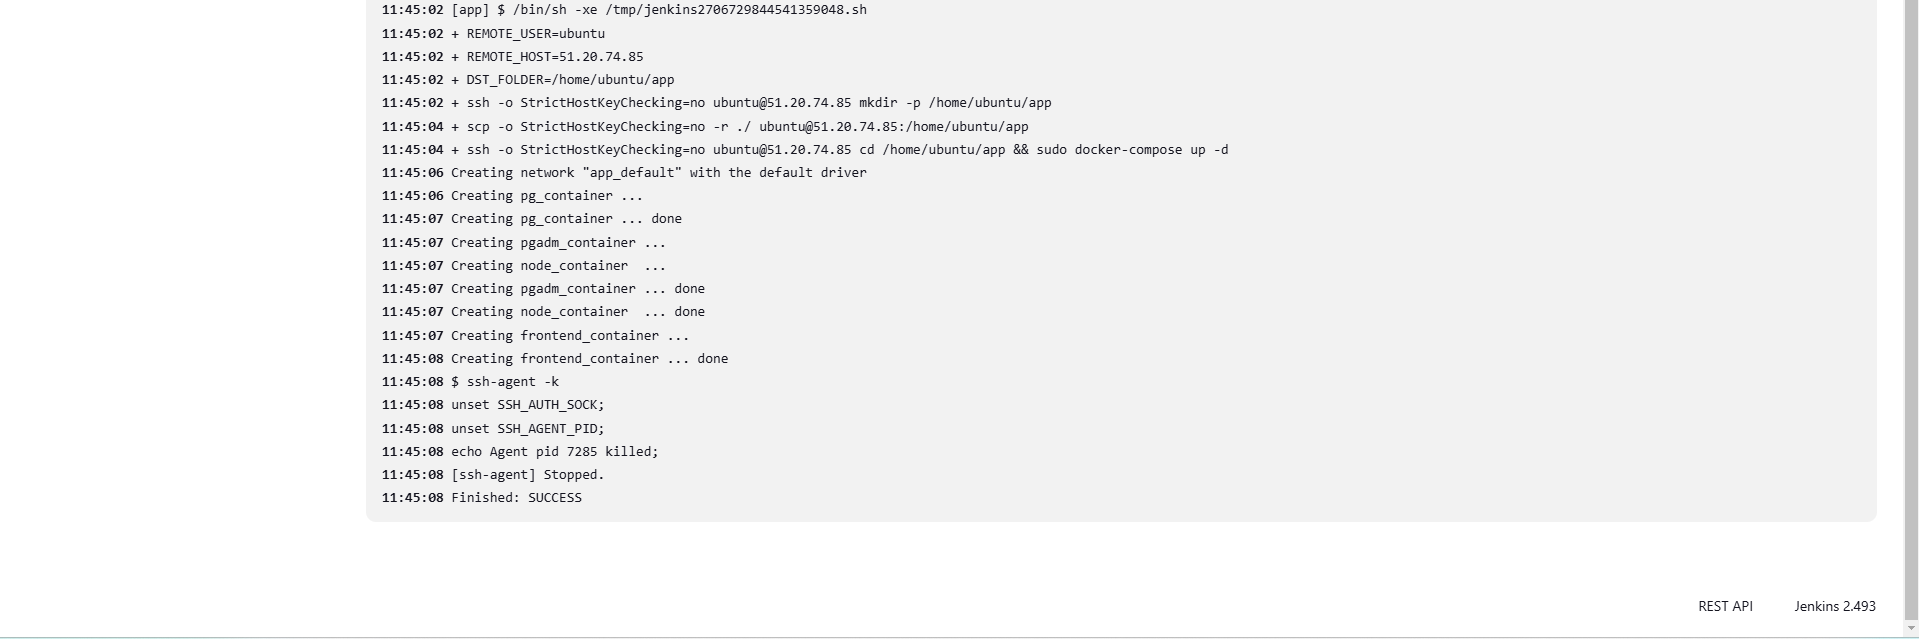 11:45:02 [app] $ /bin/sh -xe /tmp/jenkins2706729844541359048.sh
11:45:02 + REMOTE_USER=ubuntu
11:45:02 + REMOTE_HOST=51.20.74.85
11:45:02 + DST_FOLDER=/home/ubuntu/app
11:45:02 + ssh -o StrictHostKeyChecking=no ubuntu@51.20.74.85 mkdir -p /home/ubuntu/app
11:45:04 + scp -o StrictHostKeyChecking=no -r ./ ubuntu@51.20.74.85:/home/ubuntu/app
11:45:04 + ssh -o StrictHostKeyChecking=no ubuntu@51.20.74.85 cd /home/ubuntu/app && sudo docker-compose up -d
11:45:06 Creating network "app_default" with the default driver
11:45:06 Creating pg_container ...
11:45:07 Creating pg_container ... done
11:45:07 Creating pgadm_container ...
11:45:07 Creating node_container  ...
11:45:07 Creating pgadm_container ... done
11:45:07 Creating node_container  ... done
11:45:07 Creating frontend_container ...
11:45:08 Creating frontend_container ... done
11:45:08 $ ssh-agent -k
11:45:08 unset SSH_AUTH_SOCK;
11:45:08 unset SSH_AGENT_PID;
11:45:08 echo Agent pid 7285 killed;
11:45:08 [ssh-agent] Stopped.
11:45:08 Finished: SUCCESS
REST API Jenkins 2.493